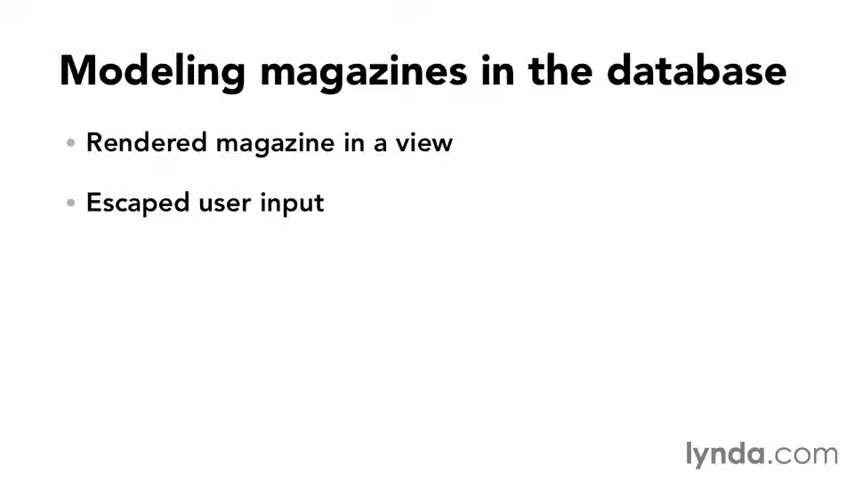 Modeling magazines in the database
• Rendered magazine in a view
• Escaped user input
lynda.com